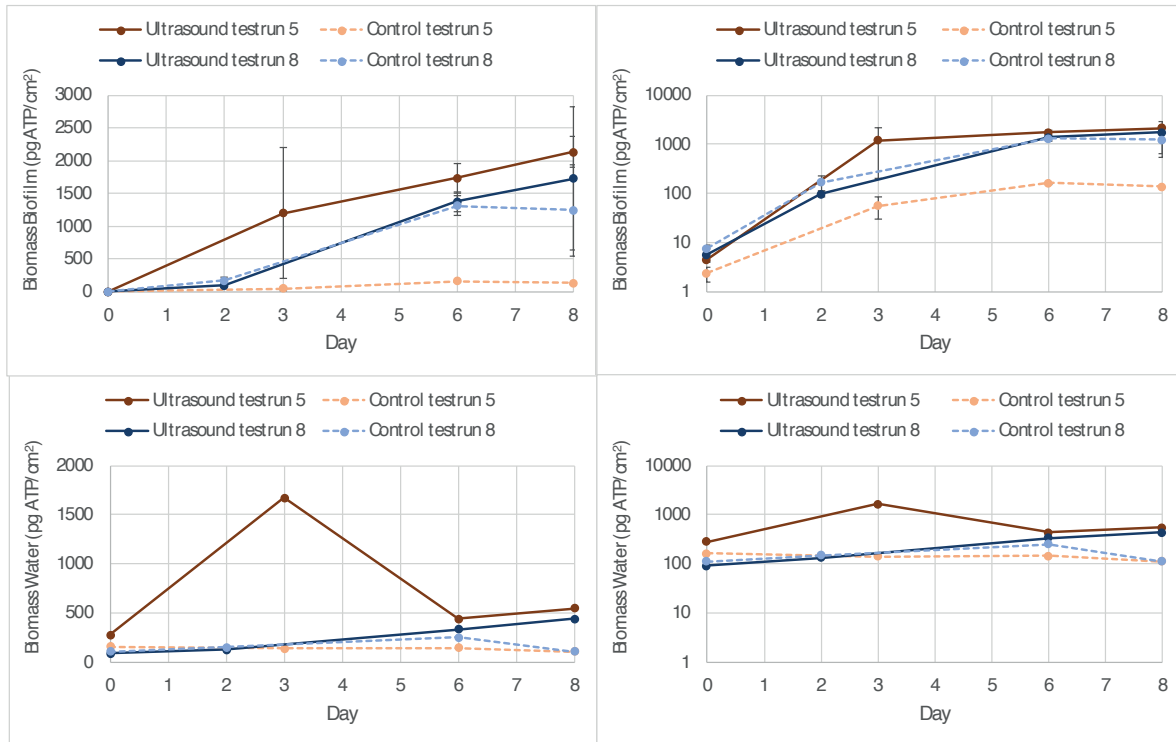 Ultrasound testrun 5 Control testrun 5
Ultrasound testrun 8 Control testrun 8
Biomass Biofilm (pg ATP/cm²)
3000
2500
2000
1500
1000
500
0
0 1 2 3 4 5 6 7 8
Day
Ultrasound testrun 5 Control testrun 5
Ultrasound testrun 8 Control testrun 8
Biomass Biofilm (pg ATP/cm²)
10000
1000
100
10
1
0 1 2 3 4 5 6 7 8
Day
Ultrasound testrun 5 Control testrun 5
Ultrasound testrun 8 Control testrun 8
Biomass Water (pg ATP/cm²)
2000
1500
1000
500
0
0 1 2 3 4 5 6 7 8
Day
Ultrasound testrun 5 Control testrun 5
Ultrasound testrun 8 Control testrun 8
Biomass Water (pg ATP/cm²)
10000
1000
100
10
1
0 1 2 3 4 5 6 7 8
Day